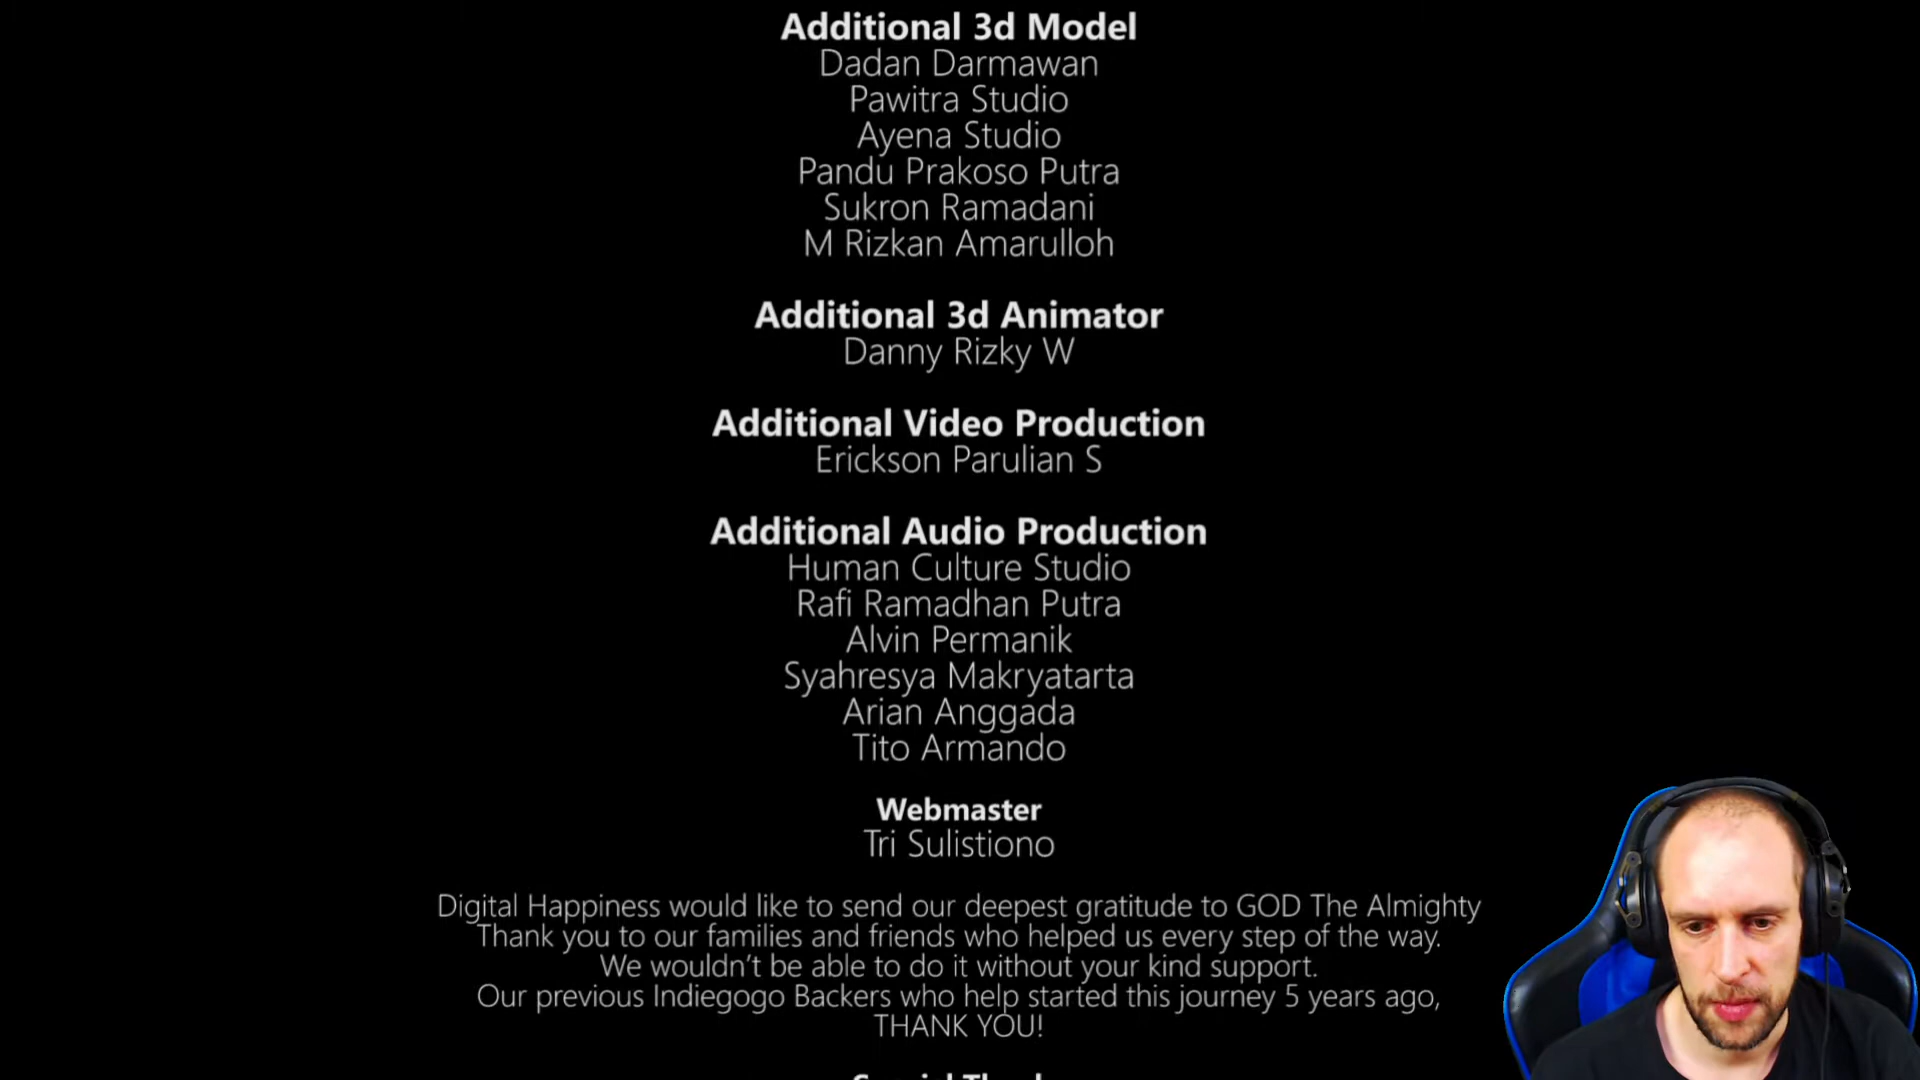 Additional 3d Model
Dadan Darmawan
Pawitra Studio
Ayena Studio
Pandu Prakoso Putra
Sukron Ramadani
M Rizkan Amarulloh
Additional 3d Animator
Danny Rizky W
Additional Video Production
Erickson Parulian S
Additional Audio Production
Human Culture Studio
Rafi Ramadhan Putra
Alvin Permanik
Syahresya Makryatarta
Arian Anggada
Tito Armando
Webmaster
Tri Sulistiono
Digital Happiness would like to send our deepest gratitude to GOD The Almighty
Thank you to our families and friends who helped us every step of the way.
We wouldn't be able to do it without your kind support.
Our previous Indiegogo Backers who help started this journey 5 years ago,
THANK YOU!